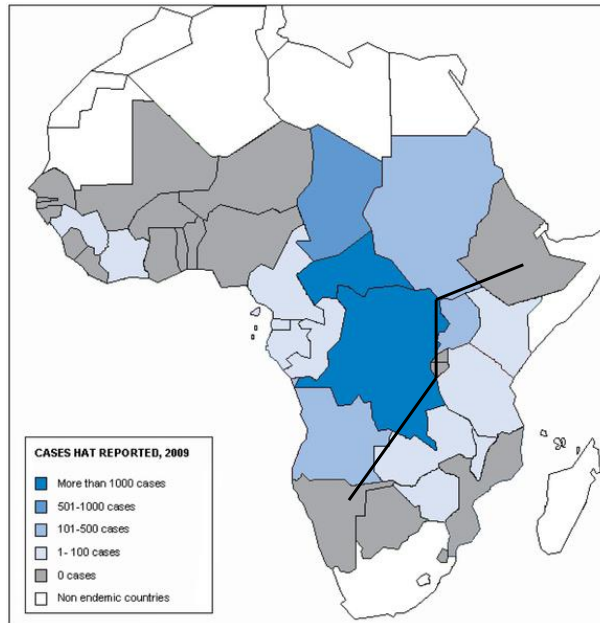 CASES HAT REPORTED, 2009
More than 1000 cases
501-1000 cases
101-500 cases
1- 100 cases
0 cases
Non endemic countries